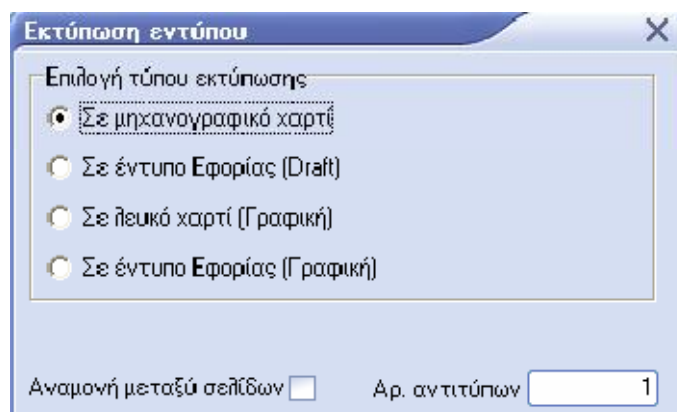 Εκτύπωση εντύπου
Επιλογή τύπου εκτύπωσης
Σε μηχανογραφικό χαρτί
Σε έντυπο Εφορίας (Draft)
Σε λευκό χαρτί (Γραφική)
Σε έντυπο Εφορίας (Γραφική)
Αναμονή μεταξύ σελίδων Αρ. αντιτύπων 1